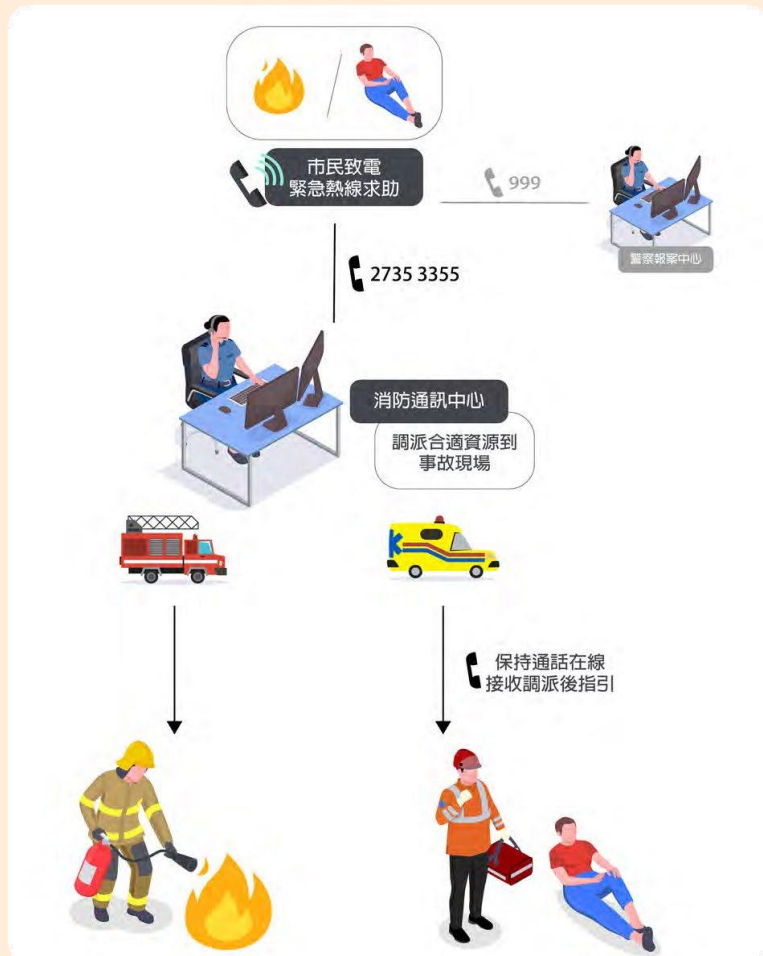 市民致電
緊急熱線求助
999
警察報案中心
2735 3355
消防通訊中心
調派合適資源到
事故現場
保持通話在線
接收調派後指引